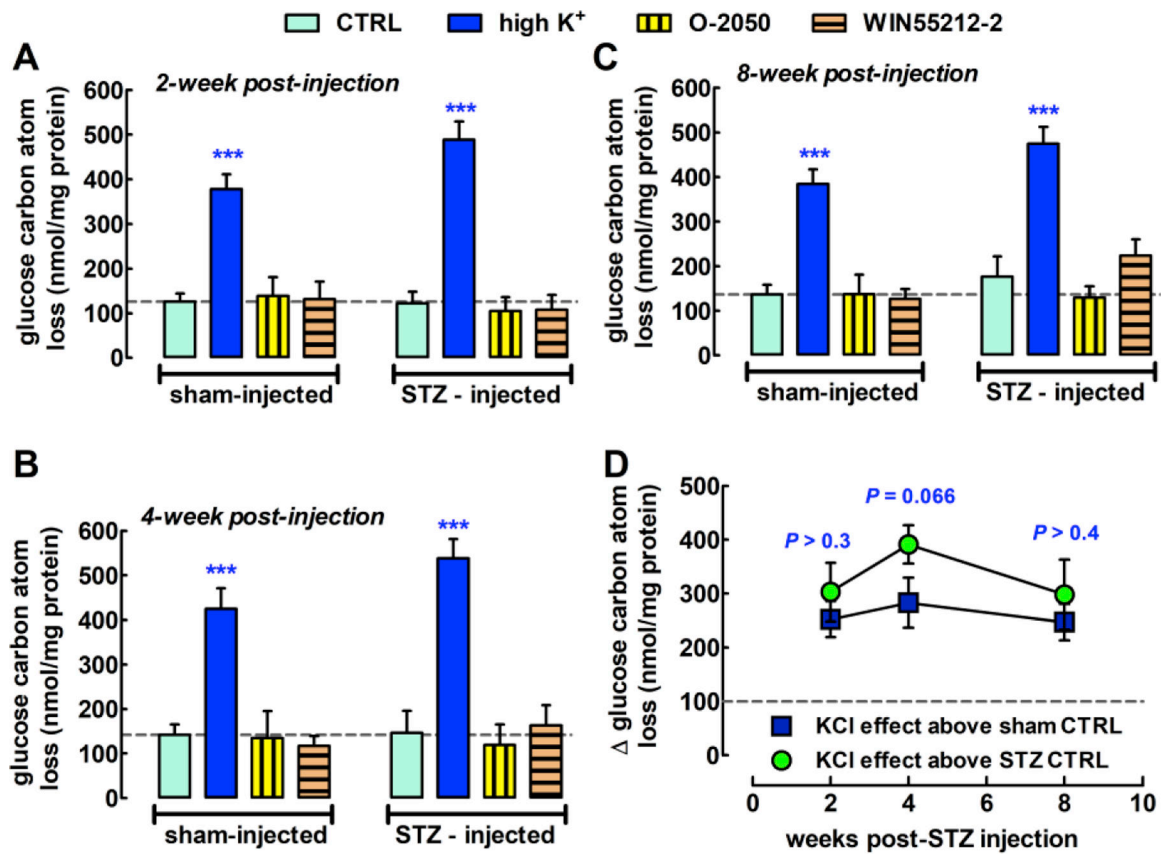 CTRL high K+ O-2050 WIN55212-2
A
2-week post-injection
glucose carbon atom
loss (nmol/mg protein)
600
500
400
300
200
100
0
***
***
sham-injected
STZ - injected
C
8-week post-injection
glucose carbon atom
loss (nmol/mg protein)
600
500
400
300
200
100
0
***
***
sham-injected
STZ - injected
B
4-week post-injection
glucose carbon atom
loss (nmol/mg protein)
600
500
400
300
200
100
0
***
***
sham-injected
STZ - injected
D
Δ glucose carbon atom
loss (nmol/mg protein)
500
400
300
200
100
0
P > 0.3
P = 0.066
P > 0.4
KCl effect above sham CTRL
KCl effect above STZ CTRL
0 2 4 6 8 10
weeks post-STZ injection